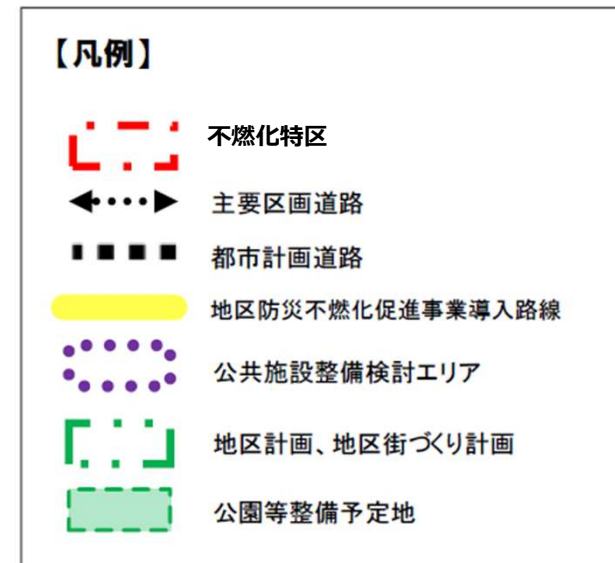 【凡例】
不燃化特区
主要区画道路
都市計画道路
地区防災不燃化促進事業導入路線
公共施設整備検討エリア
地区計画、地区街づくり計画
公園等整備予定地